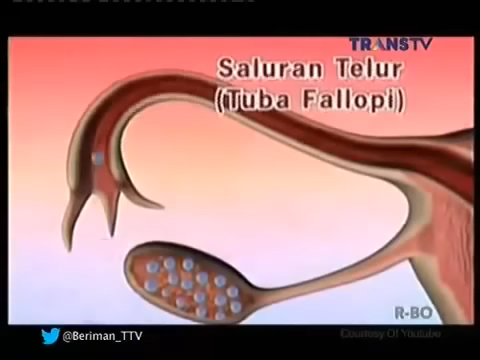 TRANSTV
Saluran Telur
(Tuba Fallopi)
R-BO
Courtesy Of Youtube
@Beriman_TTV